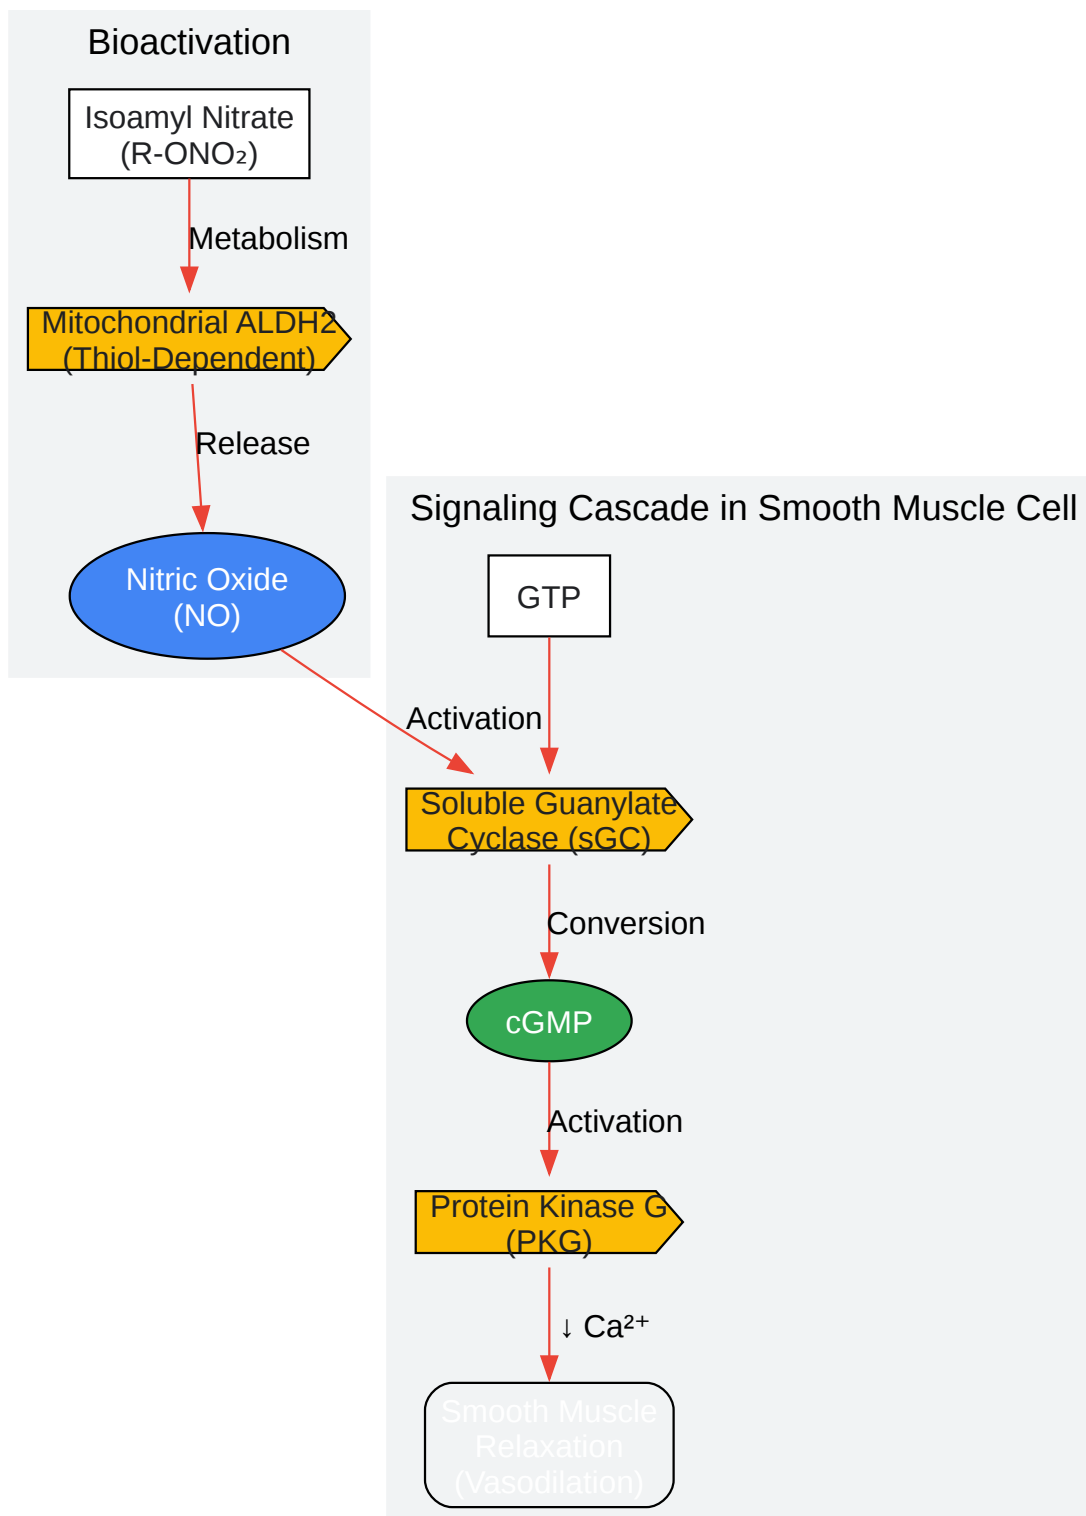 Bioactivation
Isoamyl Nitrate
(R-ONO₂)
Metabolism
Mitochondrial ALDH2
(Thiol-Dependent)
Release
Nitric Oxide
(NO)
Signaling Cascade in Smooth Muscle Cell
GTP
Activation
Soluble Guanylate
Cyclase (sGC)
Conversion
cGMP
Activation
Protein Kinase G
(PKG)
↓ Ca²⁺
Smooth Muscle
Relaxation
(Vasodilation)